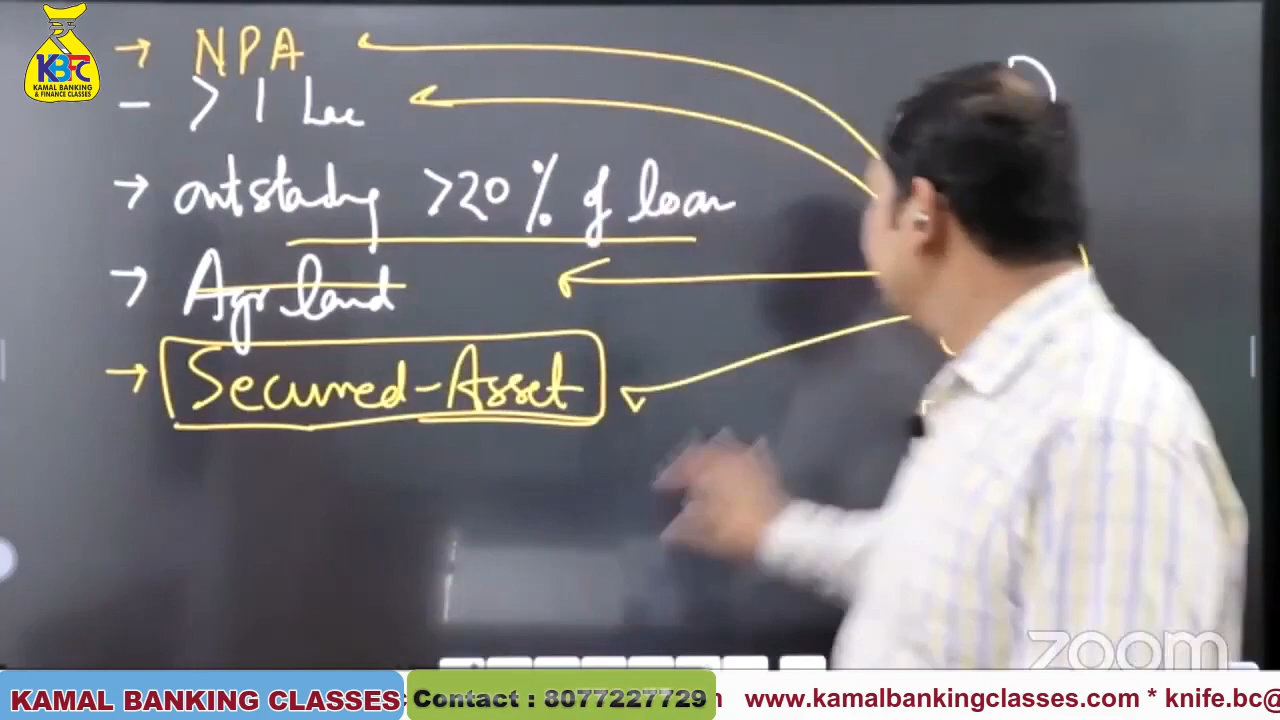 KBFC
KAMAL BANKING
& FINANCE CLASSES
→ NPA
- > 1 Lac
→ outstading >20% of loan
→ Agr land
→ Secured-Asset
zoom
KAMAL BANKING CLASSES Contact : 8077227729 www.kamalbankingclasses.com * knife.bc@